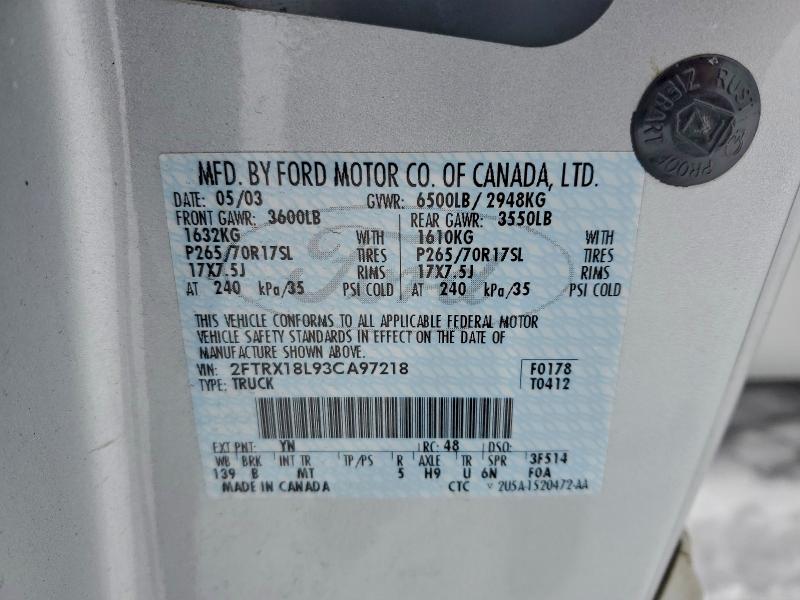 ZIEBART RUST PROOF
MFD. BY FORD MOTOR CO. OF CANADA, LTD.
DATE: 05/03 GVWR: 6500LB/ 2948KG
FRONT GAWR: 3600LB REAR GAWR: 3550LB
1632KG WITH 1610KG WITH
P265/70R17SL TIRES P265/70R17SL TIRES
17X7.5J RIMS 17X7.5J RIMS
AT 240 kPa/35 PSI COLD AT 240 kPa/35 PSI COLD
Ford
THIS VEHICLE CONFORMS TO ALL APPLICABLE FEDERAL MOTOR
VEHICLE SAFETY STANDARDS IN EFFECT ON THE DATE OF
MANUFACTURE SHOWN ABOVE.
VIN: 2FTRX18L93CA97218 F0178
TYPE: TRUCK T0412
EXT PNT: YN RC: 48 DSO:
WB BRK INT TR TP/PS R AXLE TR SPR 3F514
139 B MT 5 H9 U 6N F0A
MADE IN CANADA CTC V 2U5A-1520472-AA